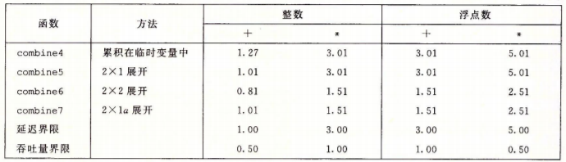 函数 方法 整数 浮点数
+ * + *
combine4 累积在临时变量中 1.27 3.01 3.01 5.01
combine5 2×1展开 1.01 3.01 3.01 5.01
combine6 2×2展开 0.81 1.51 1.51 2.51
combine7 2×1a展开 1.01 1.51 1.51 2.51
延迟界限 1.00 3.00 3.00 5.00
吞吐量界限 0.50 1.00 1.00 0.50